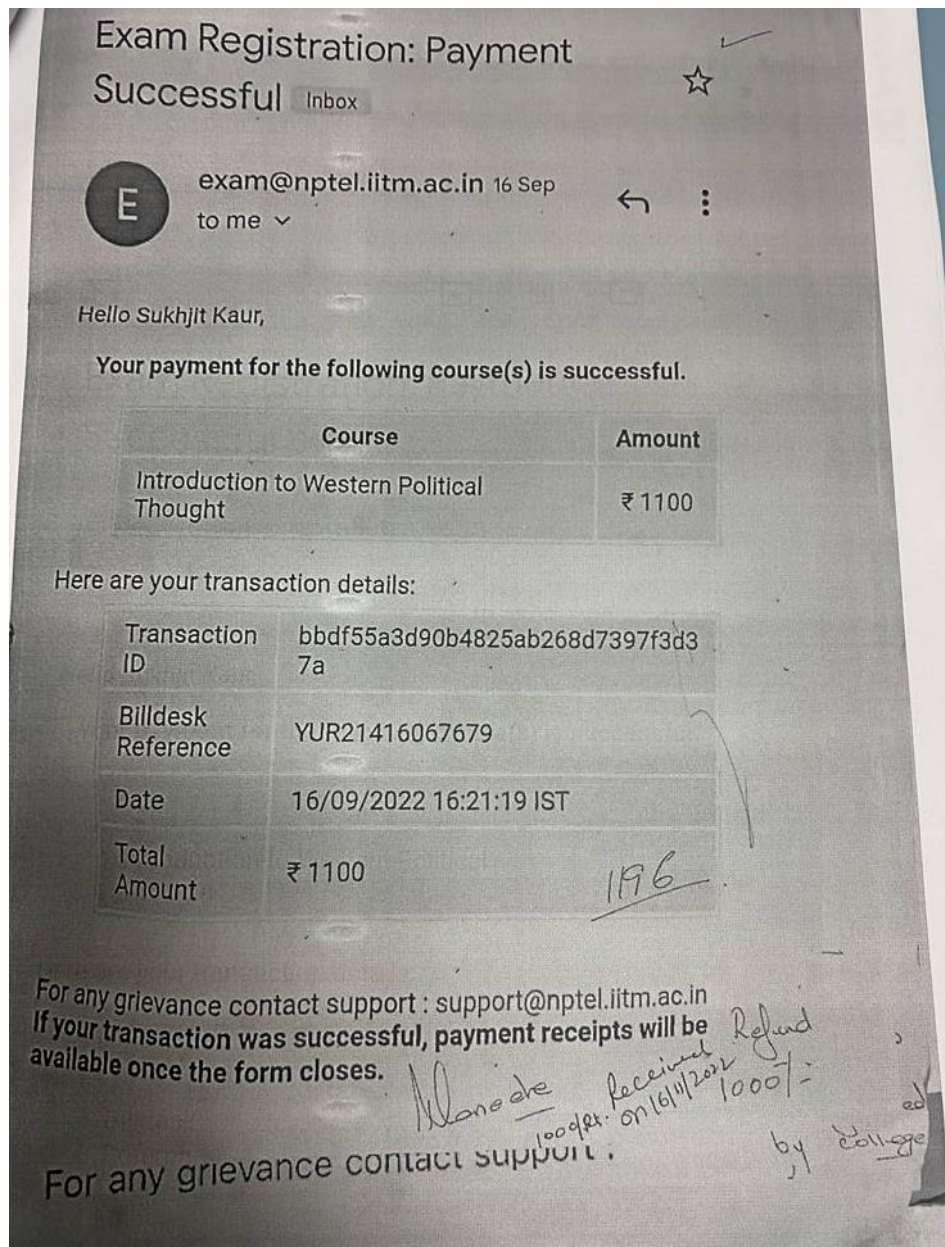 Exam Registration: Payment
Successful Inbox
E
exam@nptel.iitm.ac.in 16 Sep
to me
Hello Sukhjit Kaur,
Your payment for the following course(s) is successful.
Course Amount
Introduction to Western Political
Thought
₹ 1100
Here are your transaction details:
Transaction
ID
bbdf55a3d90b4825ab268d7397f3d3
7a
Billdesk
Reference
YUR21416067679
Date 16/09/2022 16:21:19 IST
Total
Amount
₹ 1100
1196
For any grievance contact support : support@nptel.iitm.ac.in
If your transaction was successful, payment receipts will be
available once the form closes.
Refund
1000/-
Received
on 16/11/2022
by College
For any grievance contact support :